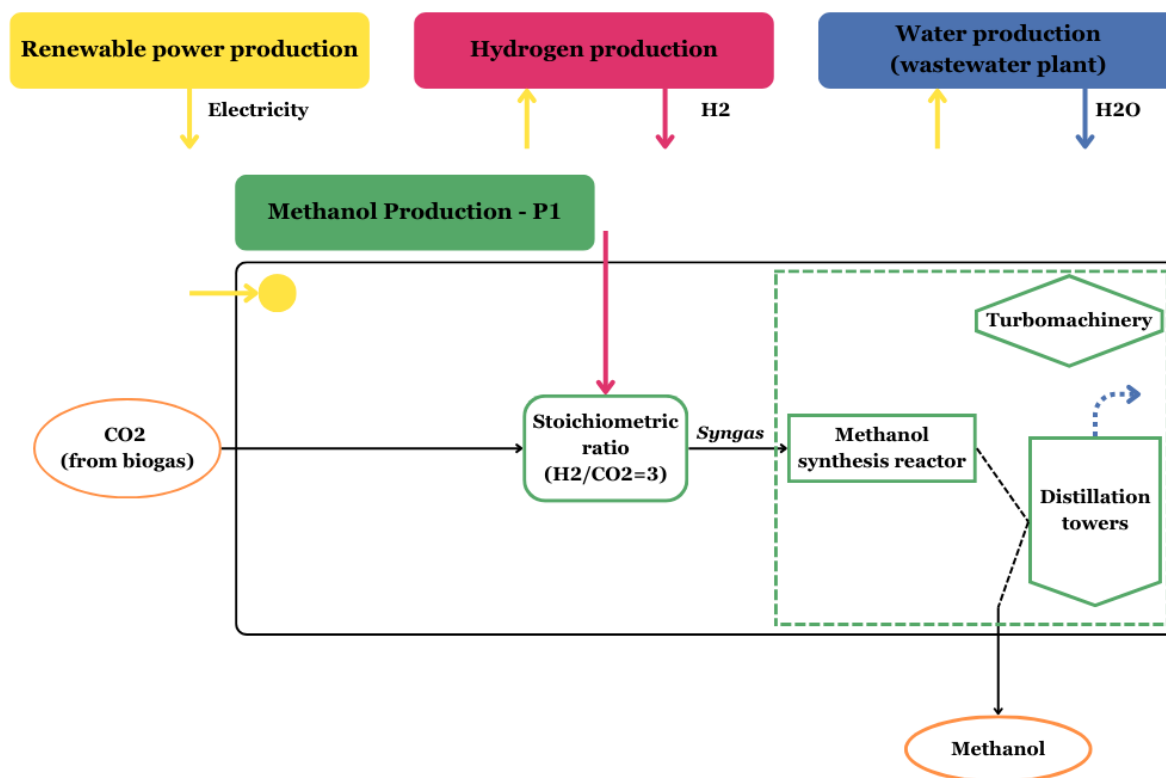 Renewable power production
Hydrogen production
Water production
(wastewater plant)
Electricity
H2
H2O
Methanol Production - P1
Turbomachinery
CO2
(from biogas)
Stoichiometric
ratio
(H2/CO2=3)
Syngas
Methanol
synthesis reactor
Distillation
towers
Methanol